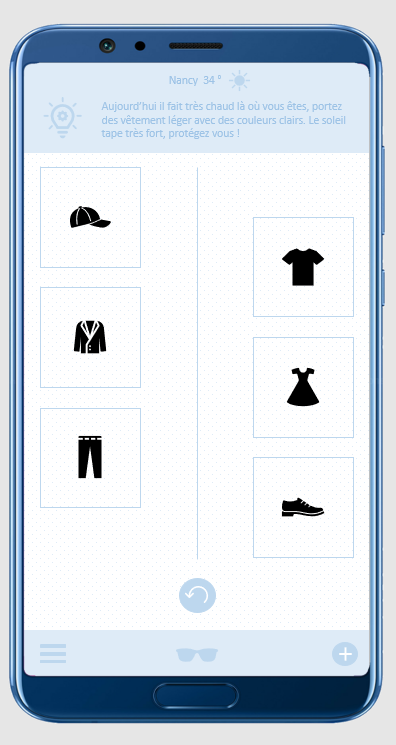 Nancy 34°
Aujourd'hui il fait très chaud là où vous êtes, portez
des vêtement léger avec des couleurs clairs. Le soleil
tape très fort, protégez vous !